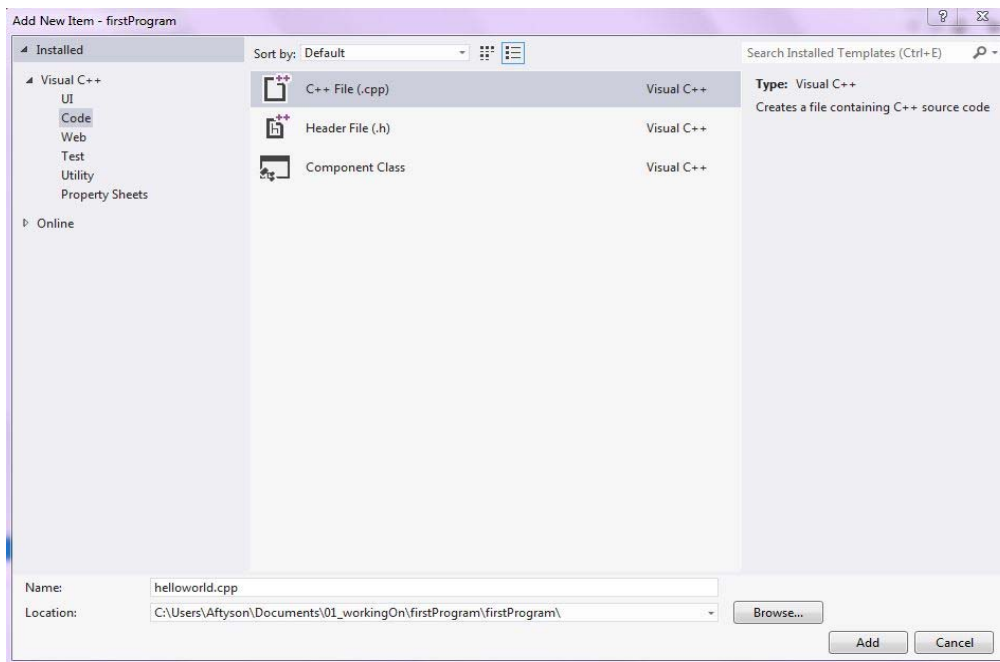 Add New Item - firstProgram
Installed
Sort by: Default
Search Installed Templates (Ctrl+E)
Visual C++
UI
Code
Web
Test
Utility
Property Sheets
Online
C++ File (.cpp) Visual C++
Header File (.h) Visual C++
Component Class Visual C++
Type: Visual C++
Creates a file containing C++ source code
Name: helloworld.cpp
Location: C:\Users\Aftyson\Documents\01_workingOn\firstProgram\firstProgram\
Browse...
Add Cancel